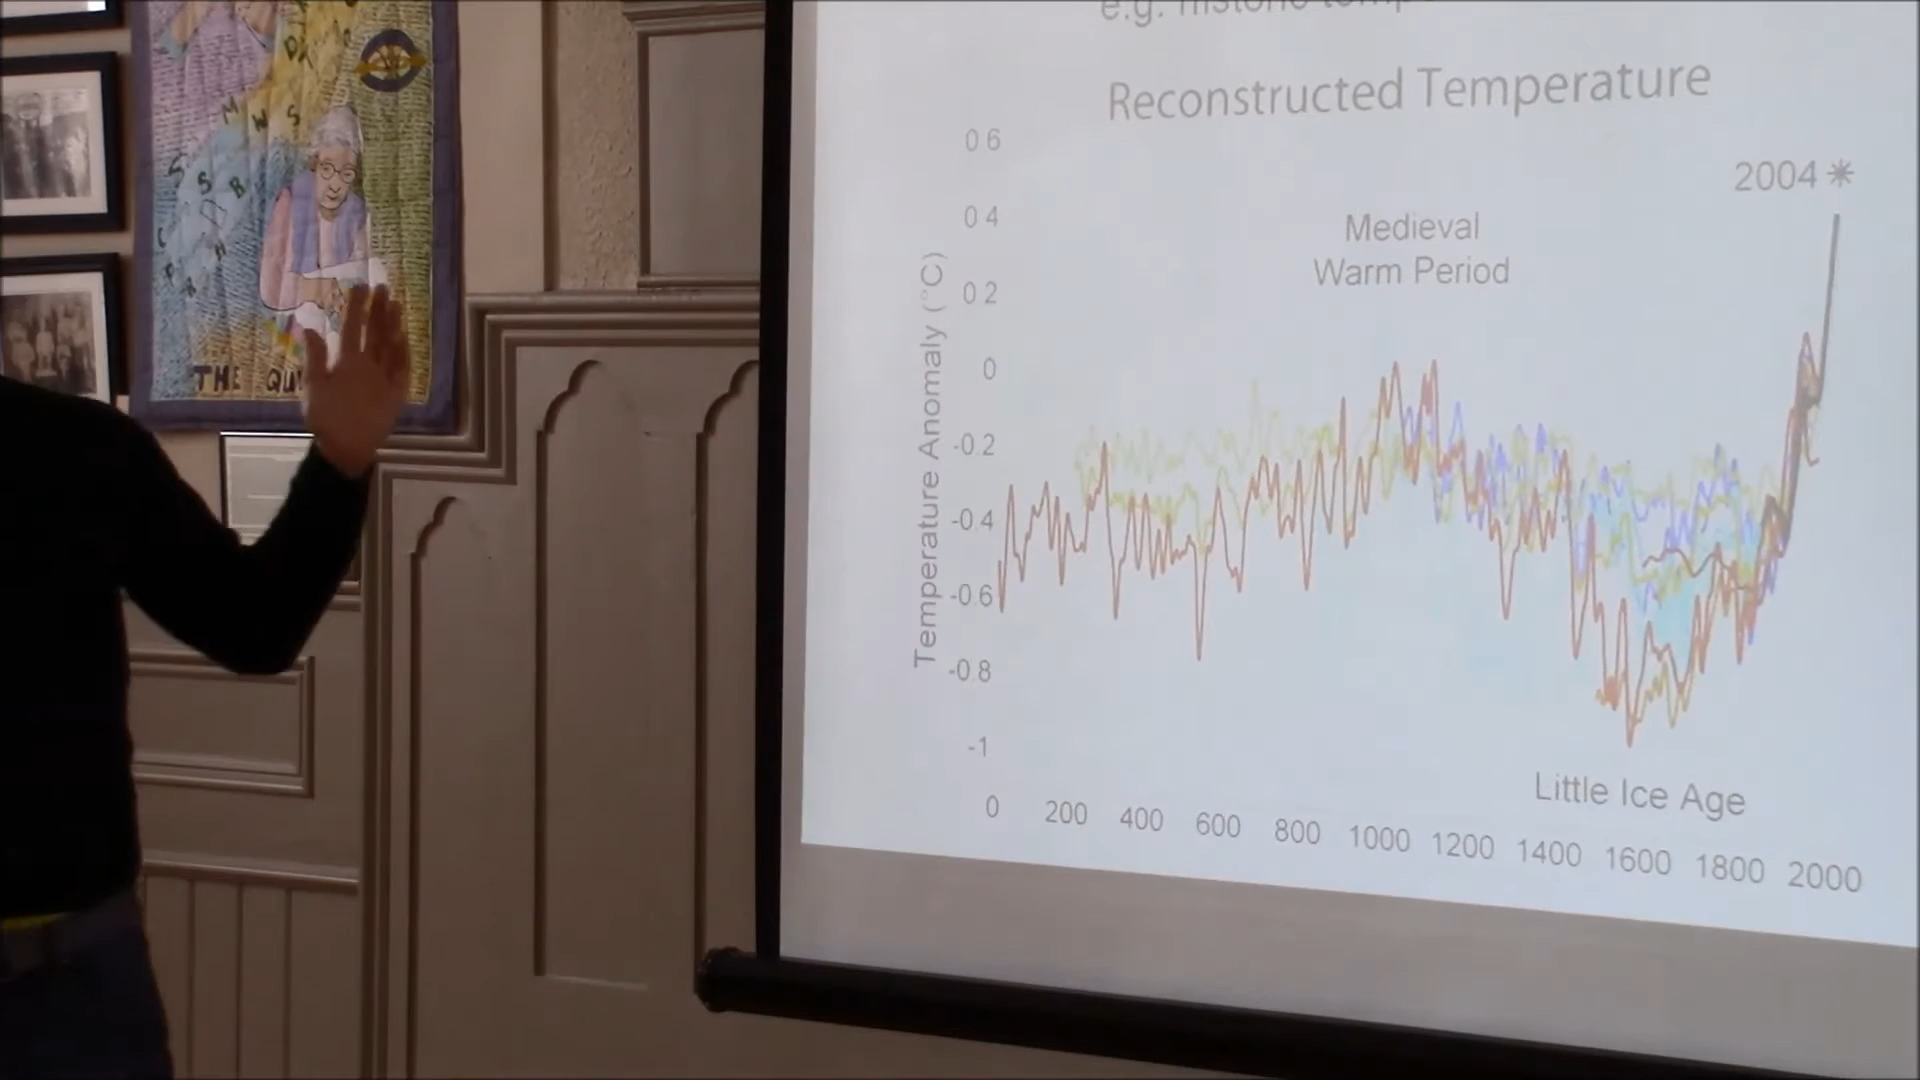 Reconstructed Temperature
0 6
2004 *
0 4
Medieval
Warm Period
0 2
0
-0.2
-0.4
-0.6
-0.8
-1
Temperature Anomaly (°C)
Little Ice Age
0 200 400 600 800 1000 1200 1400 1600 1800 2000
M W S
S S B
THE QU